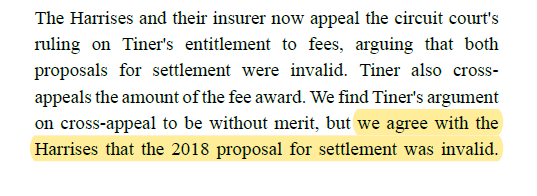 The Harrises and their insurer now appeal the circuit court's
ruling on Tiner's entitlement to fees, arguing that both
proposals for settlement were invalid. Tiner also cross-
appeals the amount of the fee award. We find Tiner's argument
on cross-appeal to be without merit, but we agree with the
Harrises that the 2018 proposal for settlement was invalid.